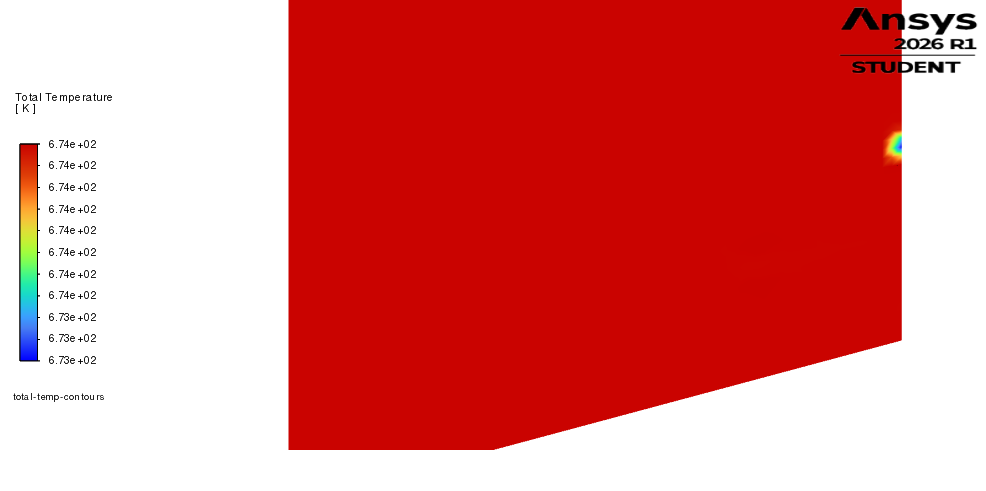 Ansys
2026 R1
STUDENT
Total Temperature
[ K ]
6.74e+02
6.74e+02
6.74e+02
6.74e+02
6.74e+02
6.74e+02
6.74e+02
6.74e+02
6.73e+02
6.73e+02
6.73e+02
total-temp-contours